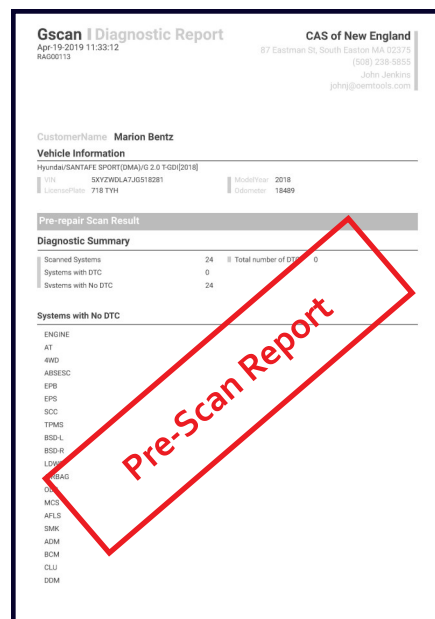 Gscan | Diagnostic Report
Apr-19-2019 11:33:12
RAG00113
CAS of New England
87 Eastman St, South Easton MA 02375
(508) 238-5855
John Jenkins
johnj@oemtools.com
CustomerName Marion Bentz
Vehicle Information
Hyundai/SANTAFE SPORT(DMA)/G 2.0 T-GDI[2018]
VIN 5XYZWDLA7JG518281 ModelYear 2018
LicensePlate 718 TYH Odometer 18489
Pre-repair Scan Result
Diagnostic Summary
Scanned Systems 24 Total number of DTC 0
Systems with DTC 0
Systems with No DTC 24
Systems with No DTC
ENGINE
AT
4WD
ABSESC
EPB
EPS
SCC
TPMS
BSD-L
BSD-R
MCS
AFLS
SMK
ADM
BCM
CLU
DDM
Pre-Scan Report